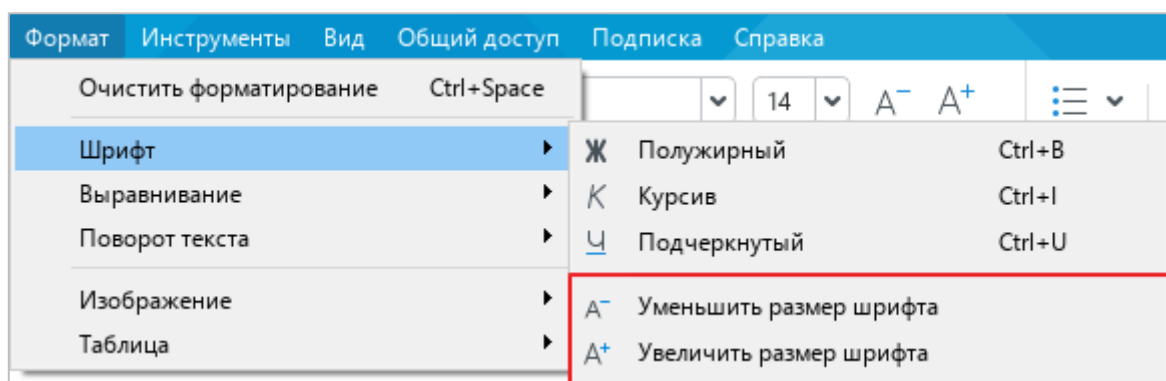 Формат Инструменты Вид Общий доступ Подписка Справка
Очистить форматирование Ctrl+Space
14 A− A+
Шрифт
Ж Полужирный Ctrl+B
Выравнивание
К Курсив Ctrl+I
Поворот текста
Ч Подчеркнутый Ctrl+U
Изображение
A− Уменьшить размер шрифта
Таблица
A+ Увеличить размер шрифта